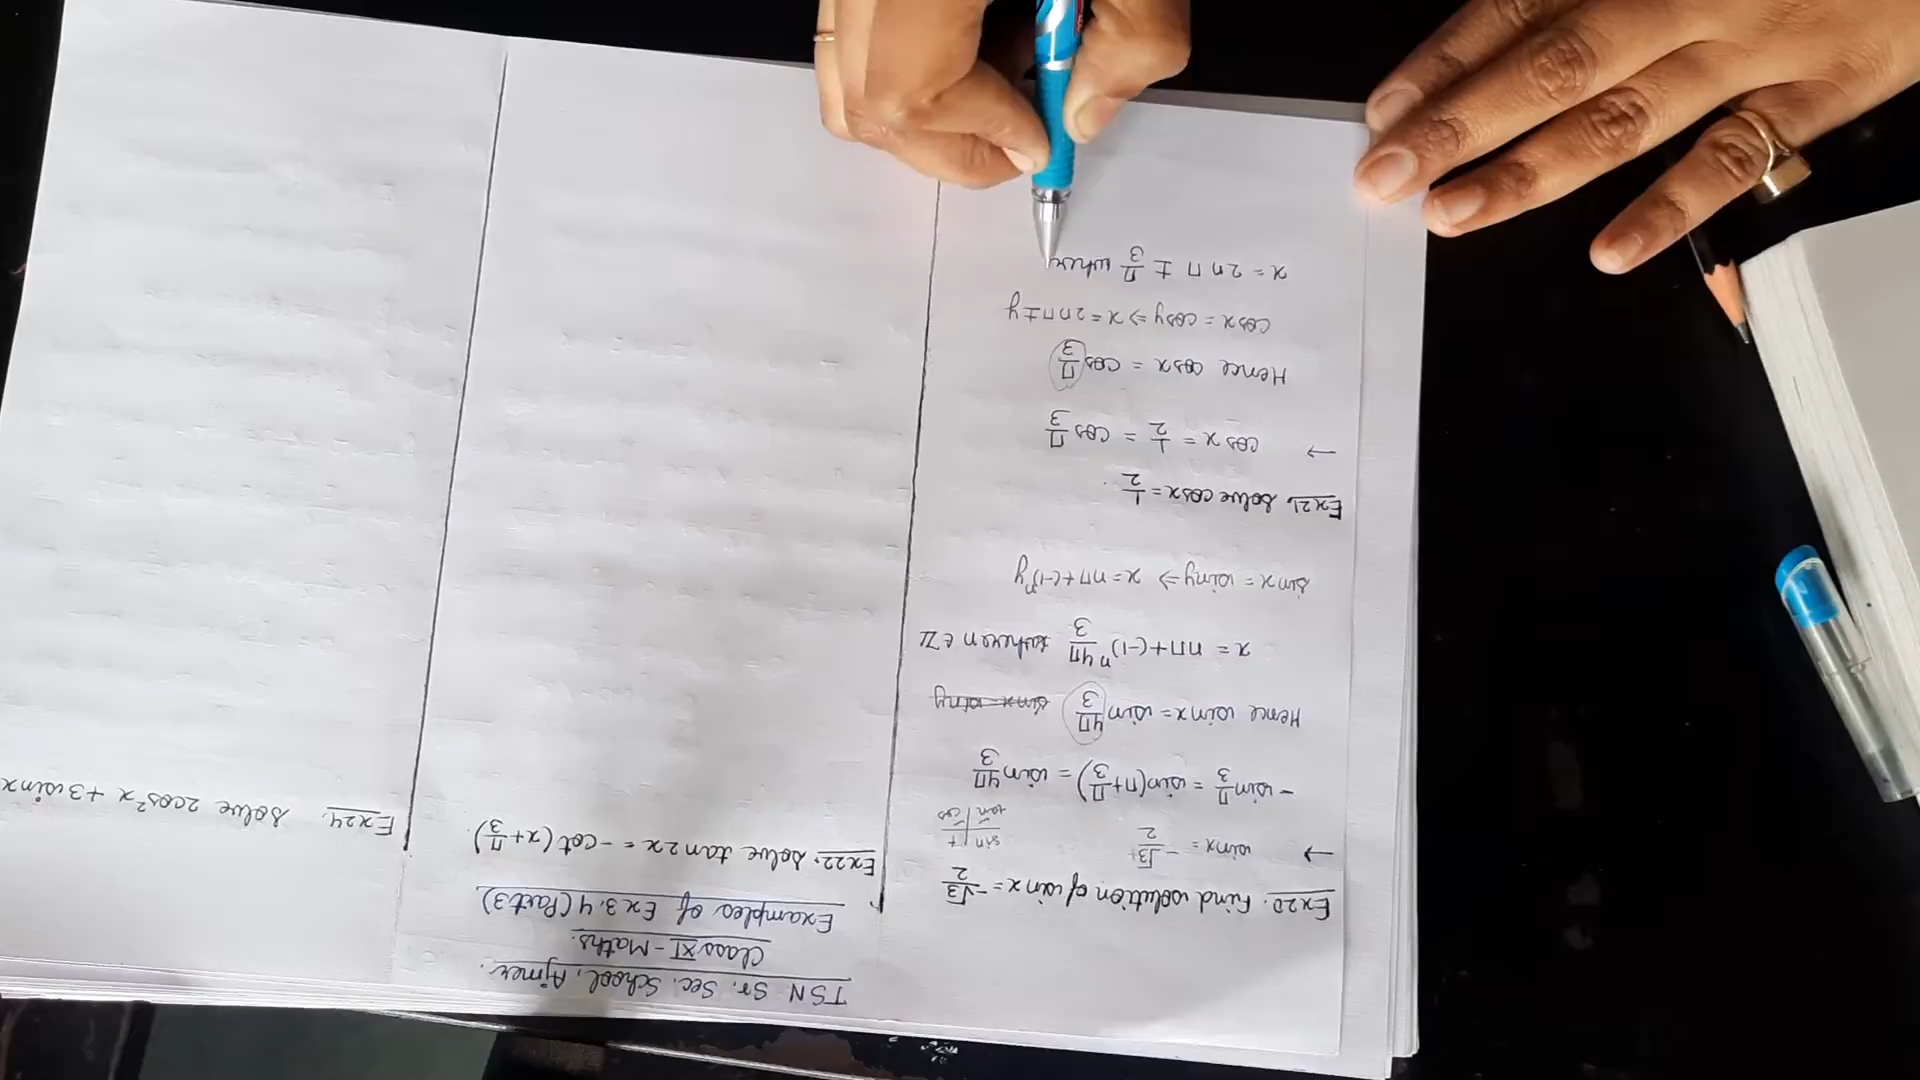 TSN Sr. Sec. School, Ajmer.
Class XI - Maths.
Examples of Ex 3.4 (Part 3)
Ex20. Find solution of sin x = -√3/2
→ sin x = -√3/2
sin | +
tan | cos
-sin π/3 = sin(π + π/3) = sin 4π/3
Hence sin x = sin 4π/3
x = nπ + (-1)ⁿ 4π/3 where n ∈ Z
sin x = sin y ⇒ x = nπ + (-1)ⁿ y
Ex21. Solve cos x = 1/2
→ cos x = 1/2 = cos π/3
Hence cos x = cos π/3
cos x = cos y ⇒ x = 2nπ ± y
x = 2nπ ± π/3 wher
Ex22. Solve tan 2x = -cot(x + π/3)
Ex24. Solve 2cos² x + 3 sin x